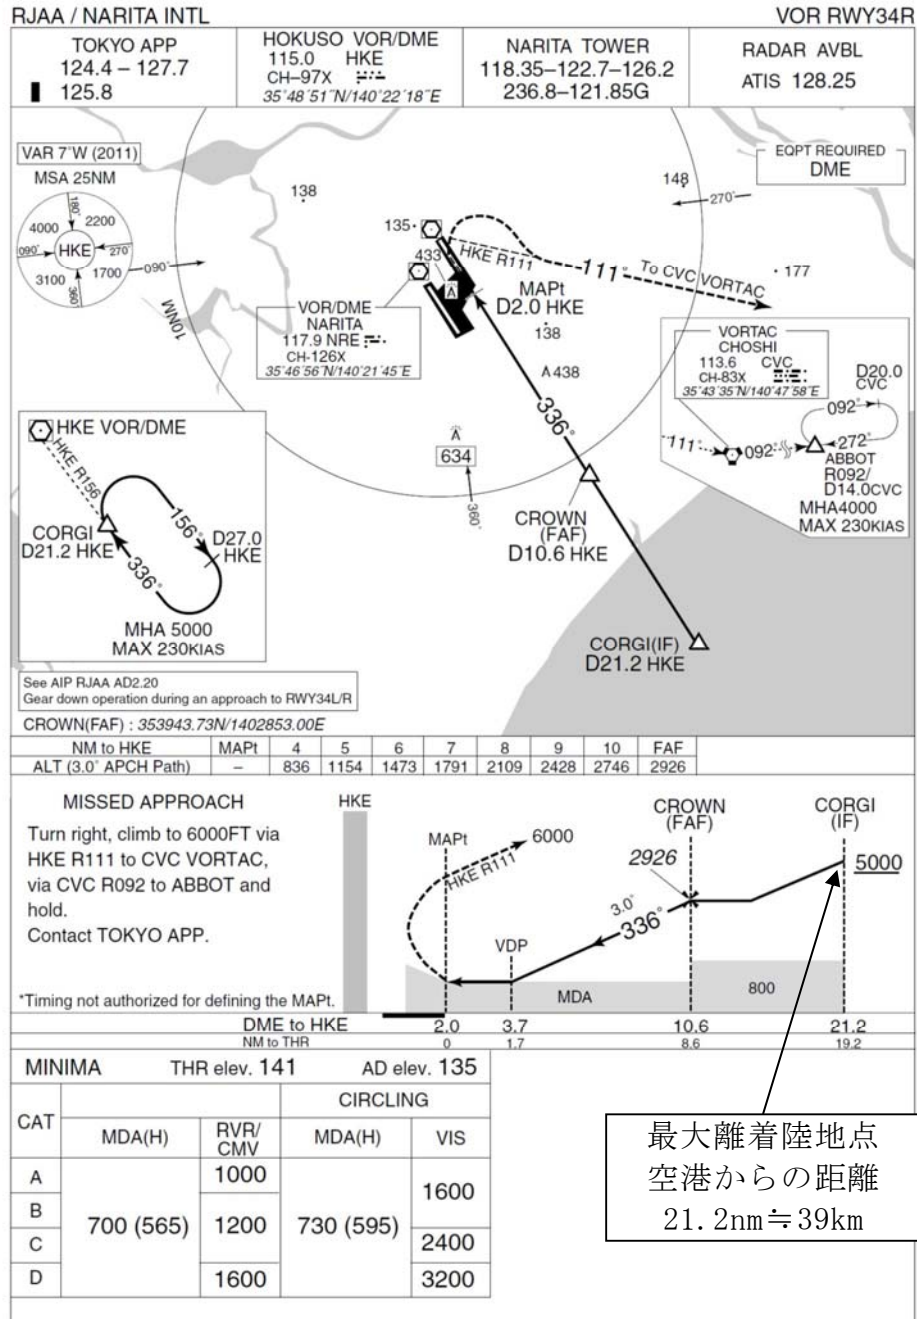 RJAA / NARITA INTL
VOR RWY34R
TOKYO APP
124.4 – 127.7
125.8
HOKUSO VOR/DME
115.0 HKE
CH–97X
35°48´51˝N/140°22´18˝E
NARITA TOWER
118.35–122.7–126.2
236.8–121.85G
RADAR AVBL
ATIS 128.25
VAR 7°W (2011)
MSA 25NM
180°
4000
2200
090°
HKE
270°
3100
1700
360°
090°
10NM
138
135
433
HKE R111
111°
To CVC VORTAC
148
270°
177
EQPT REQUIRED
DME
MAPt
D2.0 HKE
138
438
VOR/DME
NARITA
117.9 NRE
CH-126X
35°46´56˝N/140°21´45˝E
VORTAC
CHOSHI
113.6 CVC
CH-83X
35°43´35˝N/140°47´58˝E
D20.0
CVC
092°
111°
092°
272°
ABBOT
R092/
D14.0CVC
MHA4000
MAX 230KIAS
336°
634
360°
CROWN
(FAF)
D10.6 HKE
CORGI(IF)
D21.2 HKE
HKE VOR/DME
HKE R156
CORGI
D21.2 HKE
156°
D27.0
HKE
336°
MHA 5000
MAX 230KIAS
See AIP RJAA AD2.20
Gear down operation during an approach to RWY34L/R
CROWN(FAF) : 353943.73N/1402853.00E
NM to HKE MAPt 4 5 6 7 8 9 10 FAF
ALT (3.0° APCH Path) – 836 1154 1473 1791 2109 2428 2746 2926
MISSED APPROACH
Turn right, climb to 6000FT via
HKE R111 to CVC VORTAC,
via CVC R092 to ABBOT and
hold.
Contact TOKYO APP.
*Timing not authorized for defining the MAPt.
HKE
MAPt
6000
HKE R111
VDP
2926
3.0°
336°
CROWN
(FAF)
CORGI
(IF)
5000
MDA
800
DME to HKE 2.0 3.7 10.6 21.2
NM to THR 0 1.7 8.6 19.2
MINIMA THR elev. 141 AD elev. 135
CIRCLING
CAT MDA(H) RVR/CMV MDA(H) VIS
A 1000
1600
B
700 (565) 1200 730 (595)
C 2400
D 1600 3200
最大離着陸地点
空港からの距離
21.2nm≒39km